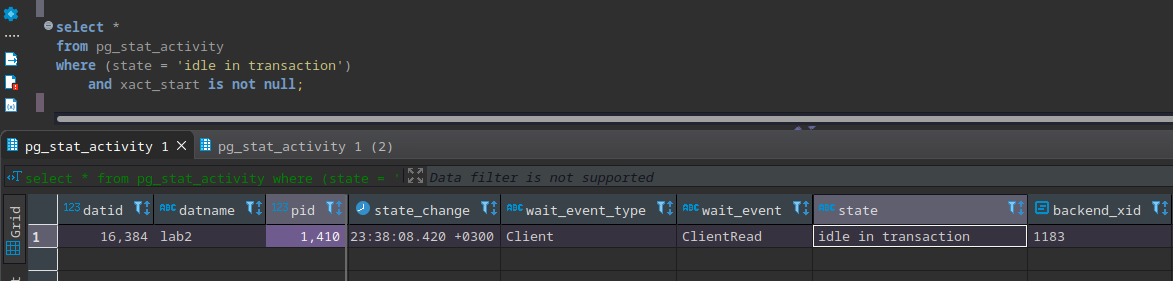 select *
from pg_stat_activity
where (state = 'idle in transaction')
and xact_start is not null;
pg_stat_activity 1 pg_stat_activity 1 (2)
select * from pg_stat_activity where (state = ' Data filter is not supported
Grid
123 datid ABC datname 123 pid state_change ABC wait_event_type ABC wait_event ABC state backend_xid
1 16,384 lab2 1,410 23:38:08.420 +0300 Client ClientRead idle in transaction 1183